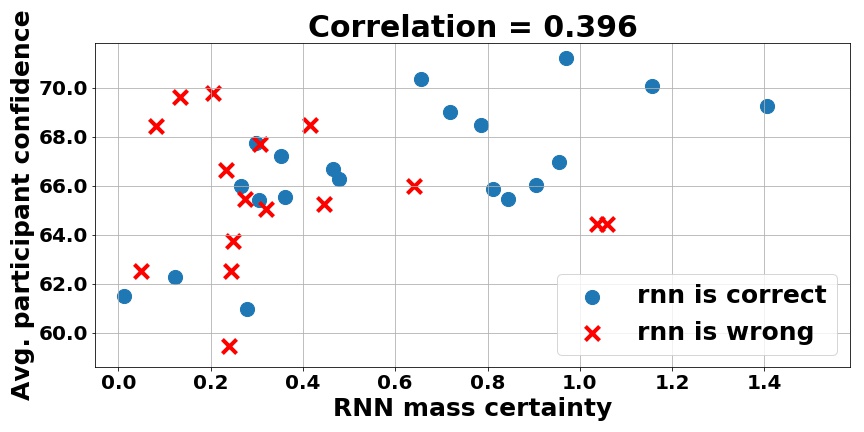 Correlation = 0.396
Avg. participant confidence
70.0
68.0
66.0
64.0
62.0
60.0
rnn is correct
rnn is wrong
0.0 0.2 0.4 0.6 0.8 1.0 1.2 1.4
RNN mass certainty